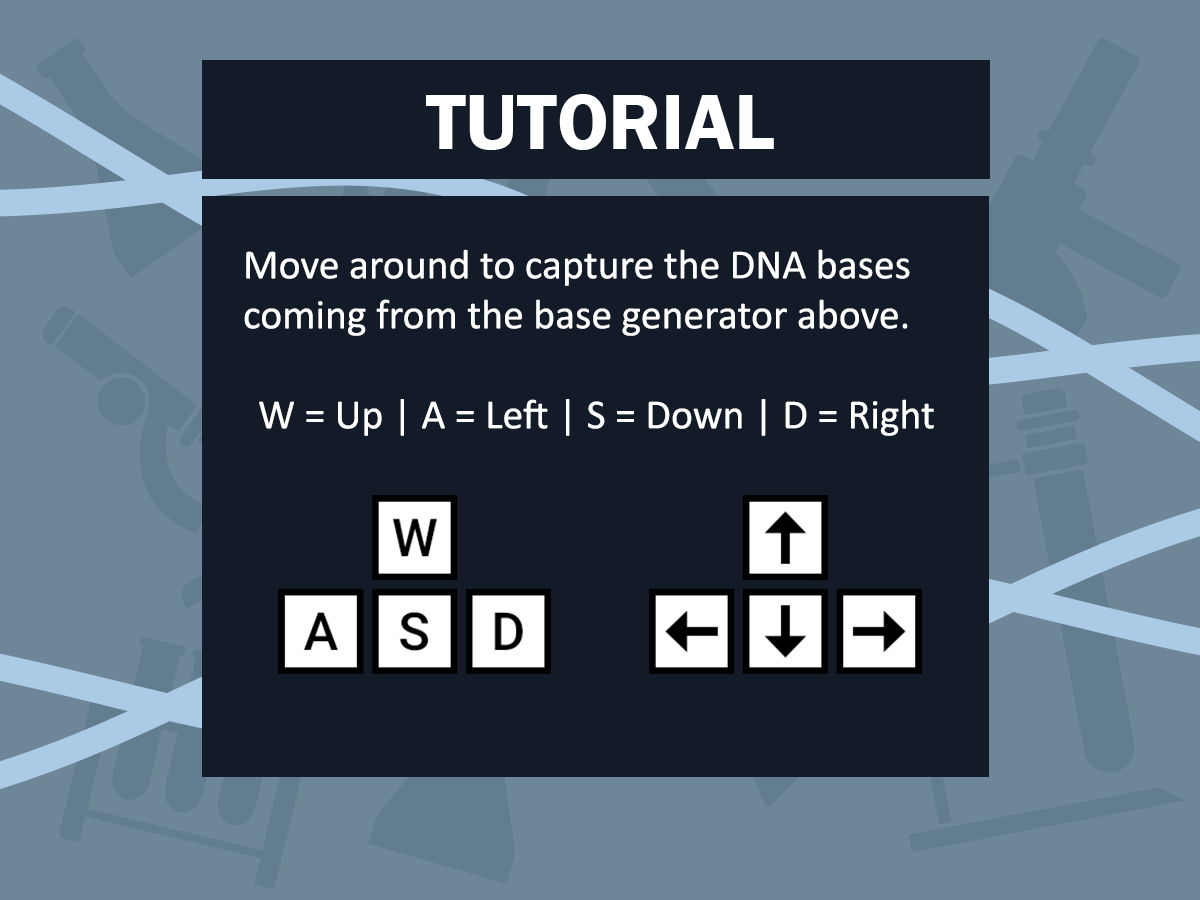 TUTORIAL
Move around to capture the DNA bases
coming from the base generator above.
W = Up | A = Left | S = Down | D = Right
W
A S D
↑
← ↓ →